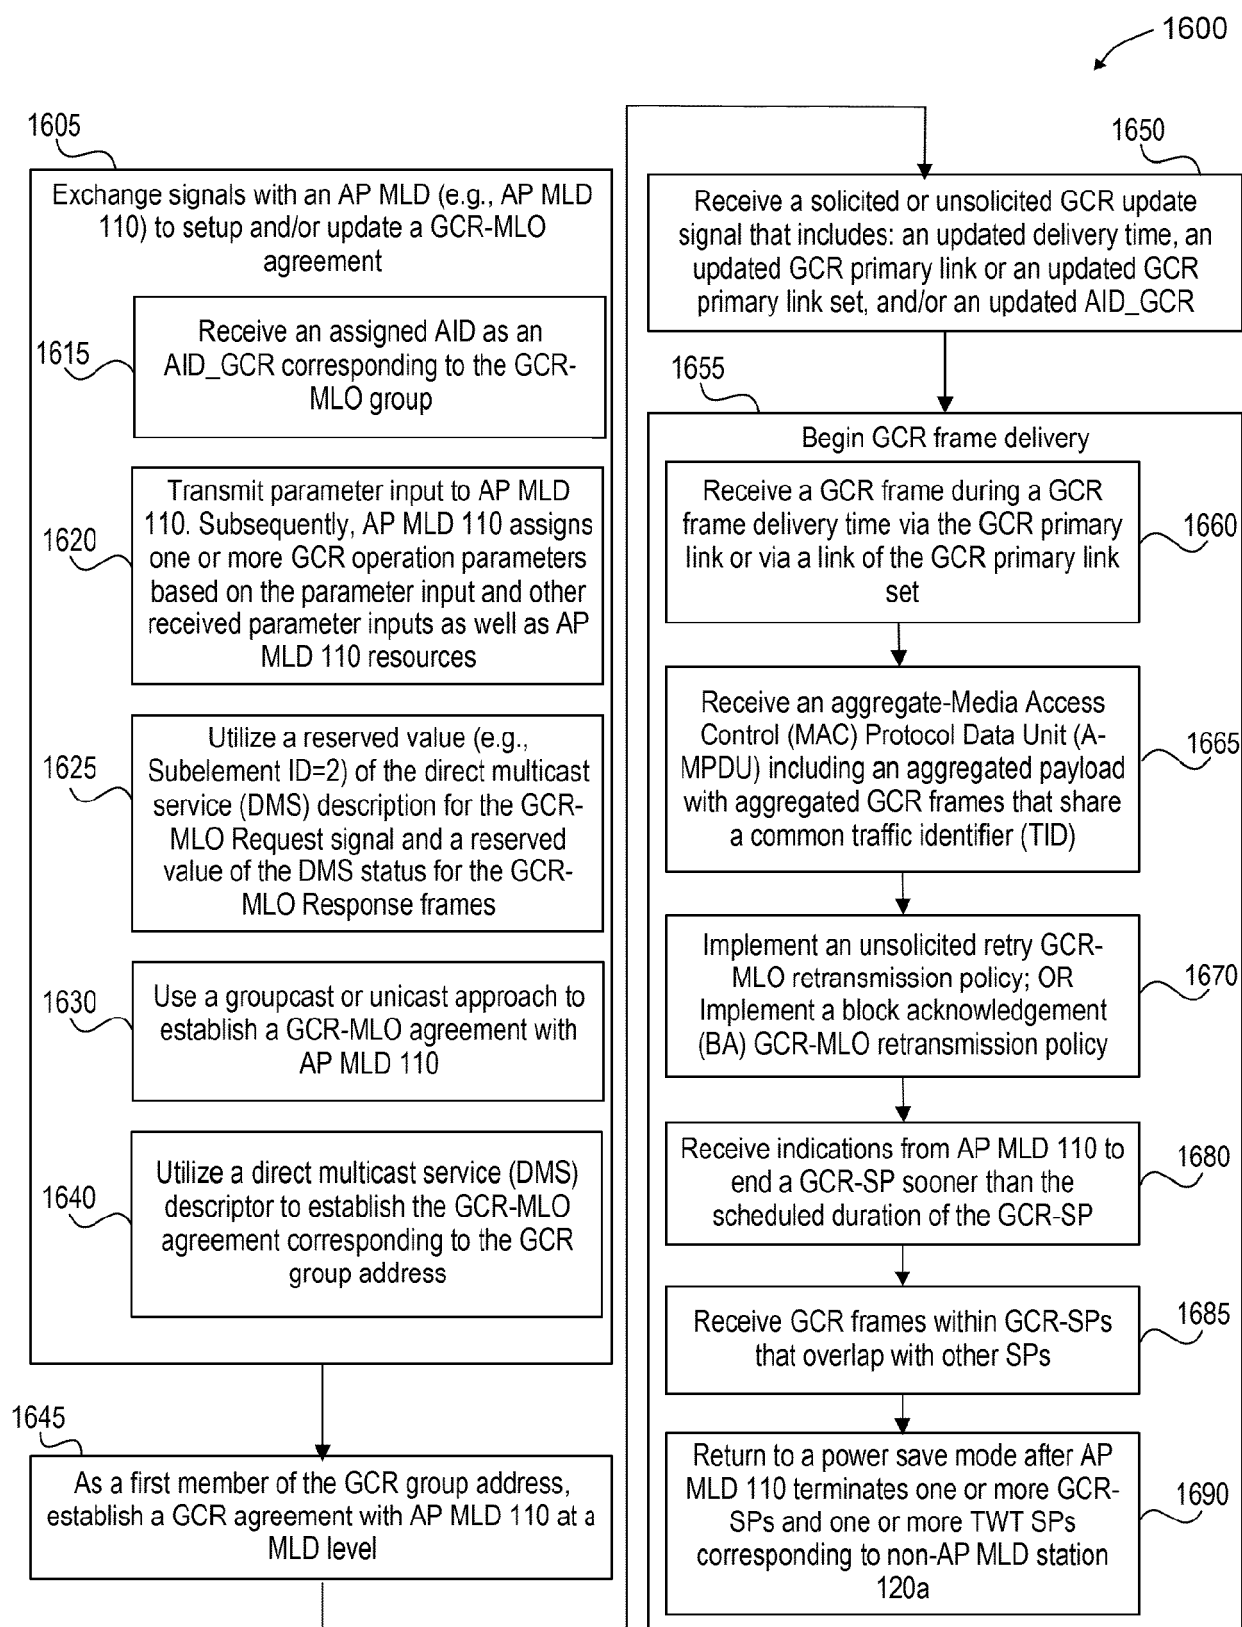 1600
1605
Exchange signals with an AP MLD (e.g., AP MLD
110) to setup and/or update a GCR-MLO
agreement
1615
Receive an assigned AID as an
AID_GCR corresponding to the GCR-
MLO group
1620
Transmit parameter input to AP MLD
110. Subsequently, AP MLD 110 assigns
one or more GCR operation parameters
based on the parameter input and other
received parameter inputs as well as AP
MLD 110 resources
1625
Utilize a reserved value (e.g.,
Subelement ID=2) of the direct multicast
service (DMS) description for the GCR-
MLO Request signal and a reserved
value of the DMS status for the GCR-
MLO Response frames
1630
Use a groupcast or unicast approach to
establish a GCR-MLO agreement with
AP MLD 110
1640
Utilize a direct multicast service (DMS)
descriptor to establish the GCR-MLO
agreement corresponding to the GCR
group address
1645
As a first member of the GCR group address,
establish a GCR agreement with AP MLD 110 at a
MLD level
1650
Receive a solicited or unsolicited GCR update
signal that includes: an updated delivery time, an
updated GCR primary link or an updated GCR
primary link set, and/or an updated AID_GCR
1655
Begin GCR frame delivery
Receive a GCR frame during a GCR
frame delivery time via the GCR primary
link or via a link of the GCR primary link
set
1660
Receive an aggregate-Media Access
Control (MAC) Protocol Data Unit (A-
MPDU) including an aggregated payload
with aggregated GCR frames that share
a common traffic identifier (TID)
1665
Implement an unsolicited retry GCR-
MLO retransmission policy; OR
Implement a block acknowledgement
(BA) GCR-MLO retransmission policy
1670
Receive indications from AP MLD 110 to
end a GCR-SP sooner than the
scheduled duration of the GCR-SP
1680
Receive GCR frames within GCR-SPs
that overlap with other SPs
1685
Return to a power save mode after AP
MLD 110 terminates one or more GCR-
SPs and one or more TWT SPs
corresponding to non-AP MLD station
120a
1690